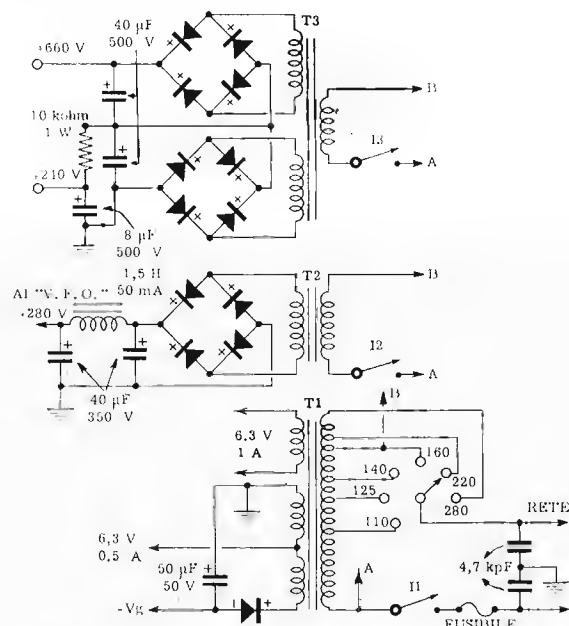 40 µF
500 V
T3
+660 V
B
10 kohm
1 W
I3
A
+210 V
8 µF
500 V
1,5 H
50 mA
T2
B
Al "V.F.O."
+280 V
I2
A
40 µF
350 V
T1
B
6,3 V
1 A
160
140
220
125
280
110
RETE
6,3 V
0,5 A
50 µF
50 V
A
I1
4,7 kpF
-Vg
FUSIBILE